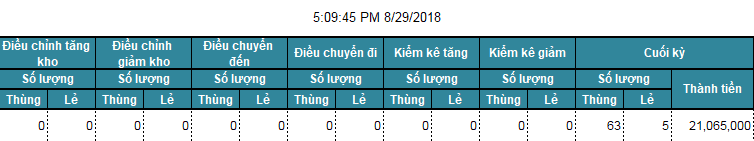 5:09:45 PM 8/29/2018
Điều chỉnh tăng kho Điều chỉnh giảm kho Điều chuyển đến Điều chuyển đi Kiểm kê tăng Kiểm kê giảm Cuối kỳ
Số lượng Số lượng Số lượng Số lượng Số lượng Số lượng Số lượng Thành tiền
Thùng Lẻ Thùng Lẻ Thùng Lẻ Thùng Lẻ Thùng Lẻ Thùng Lẻ Thùng Lẻ
0 0 0 0 0 0 0 0 0 0 0 0 63 5 21,065,000